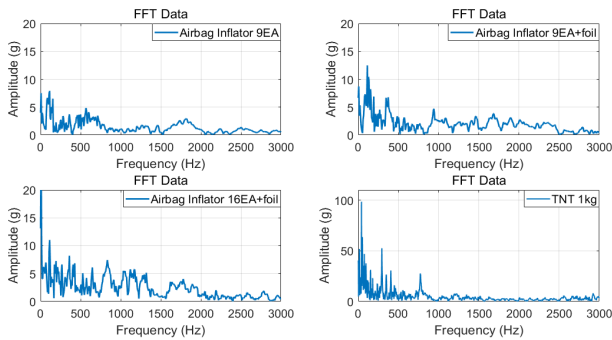 FFT Data
20
15
10
5
0
Amplitude (g)
Airbag Inflator 9EA
0 500 1000 1500 2000 2500 3000
Frequency (Hz)
FFT Data
20
15
10
5
0
Amplitude (g)
Airbag Inflator 9EA+foil
0 500 1000 1500 2000 2500 3000
Frequency (Hz)
FFT Data
20
15
10
5
0
Amplitude (g)
Airbag Inflator 16EA+foil
0 500 1000 1500 2000 2500 3000
Frequency (Hz)
FFT Data
100
50
0
Amplitude (g)
TNT 1kg
0 500 1000 1500 2000 2500 3000
Frequency (Hz)